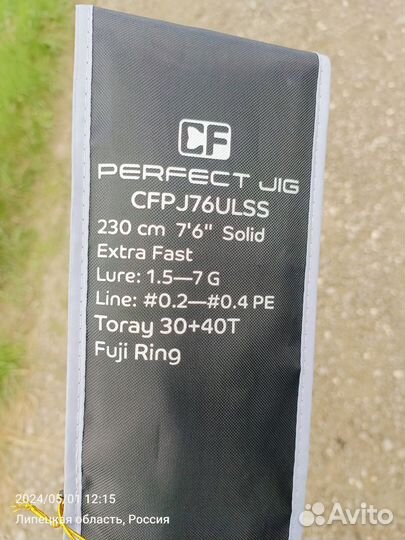 CF
PERFECT JIG
CFPJ76ULSS
230 cm 7'6" Solid
Extra Fast
Lure: 1.5—7 G
Line: #0.2—#0.4 PE
Toray 30+40T
Fuji Ring
2024/05/01 12:15
Липецкая область, Россия
Avito